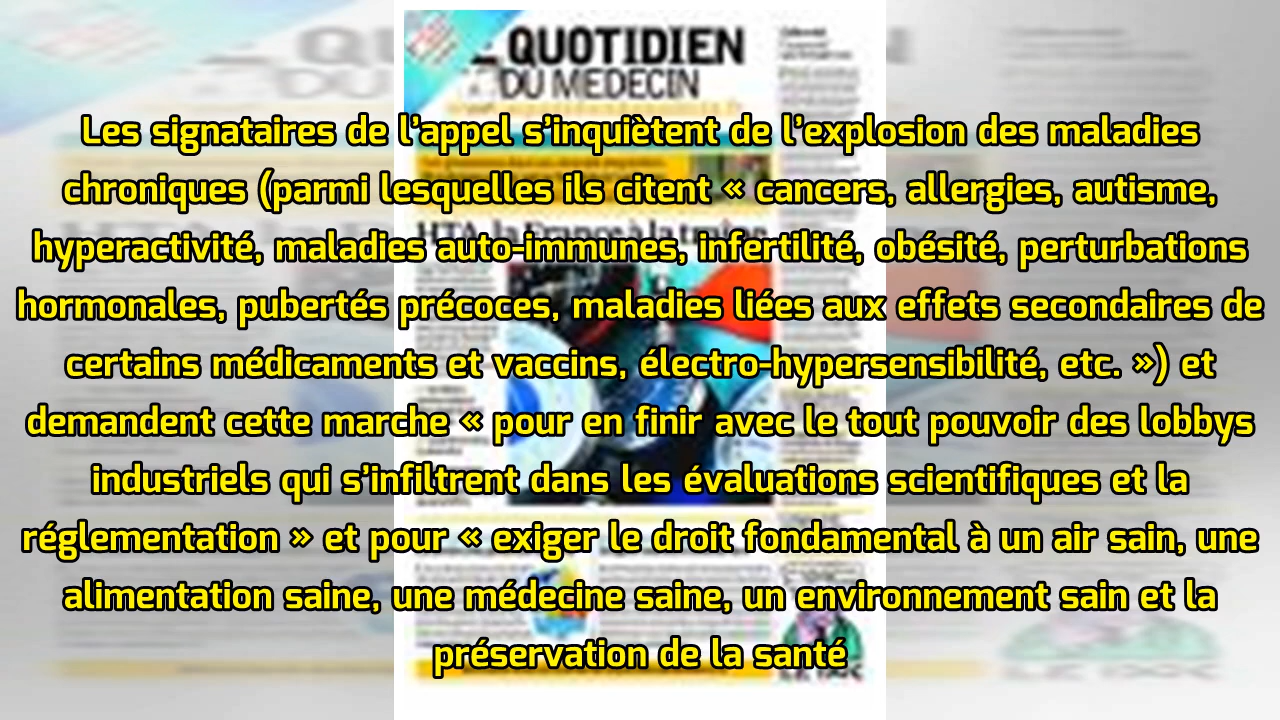 QUOTIDIEN
DU MEDECIN
Les signataires de l’appel s’inquiètent de l’explosion des maladies
chroniques (parmi lesquelles ils citent « cancers, allergies, autisme,
hyperactivité, maladies auto-immunes, infertilité, obésité, perturbations
hormonales, pubertés précoces, maladies liées aux effets secondaires de
certains médicaments et vaccins, électro-hypersensibilité, etc. ») et
demandent cette marche « pour en finir avec le tout pouvoir des lobbys
industriels qui s’infiltrent dans les évaluations scientifiques et la
réglementation » et pour « exiger le droit fondamental à un air sain, une
alimentation saine, une médecine saine, un environnement sain et la
préservation de la santé